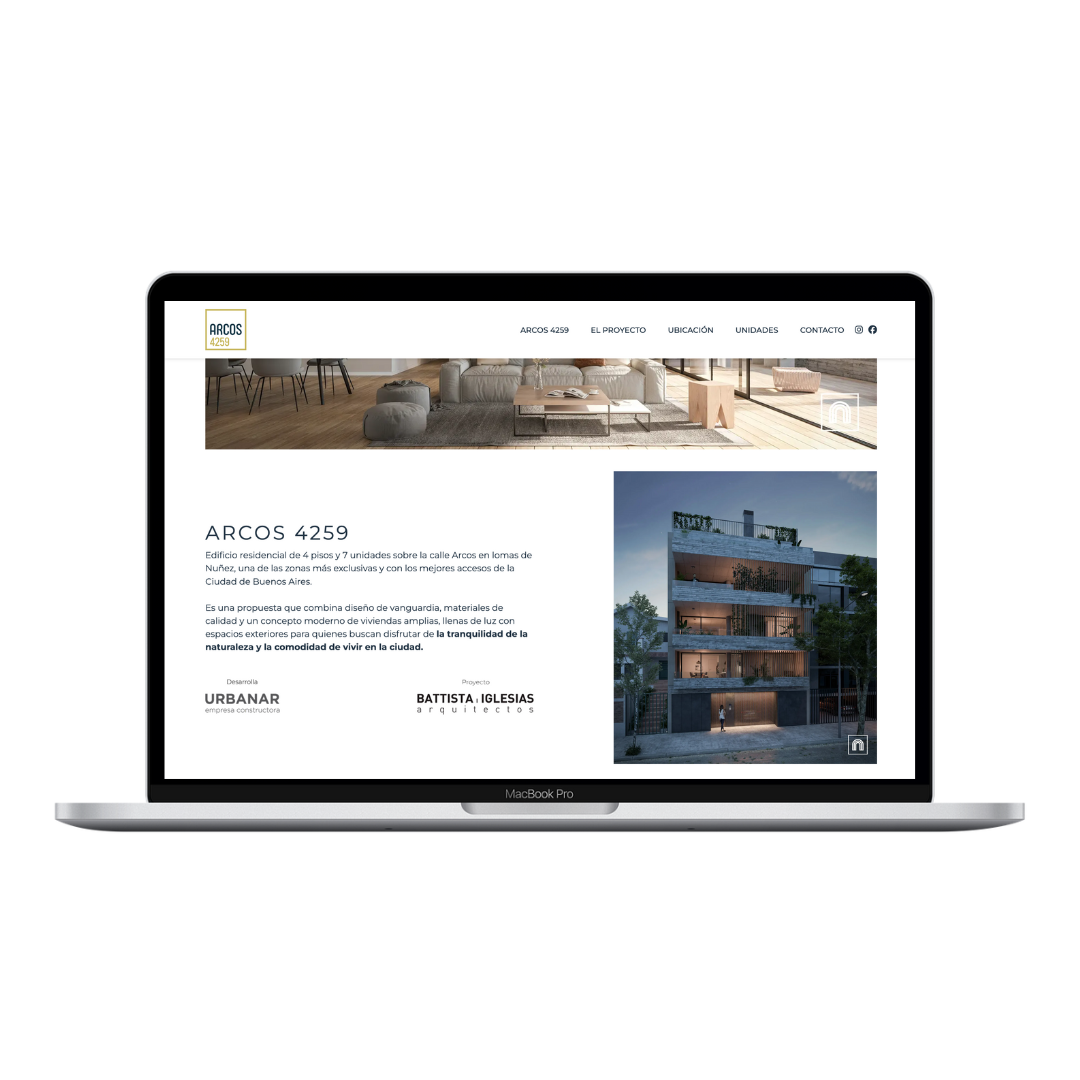 ARCOS
4259
ARCOS 4259
EL PROYECTO
UBICACIÓN
UNIDADES
CONTACTO
ARCOS 4259
Edificio residencial de 4 pisos y 7 unidades sobre la calle Arcos en lomas de
Nuñez, una de las zonas más exclusivas y con los mejores accesos de la
Ciudad de Buenos Aires.
Es una propuesta que combina diseño de vanguardia, materiales de
calidad y un concepto moderno de viviendas amplias, llenas de luz con
espacios exteriores para quienes buscan disfrutar de la tranquilidad de la
naturaleza y la comodidad de vivir en la ciudad.
Desarrolla
URBANAR
empresa constructora
Proyecto
BATTISTA | IGLESIAS
arquitectos
MacBook Pro